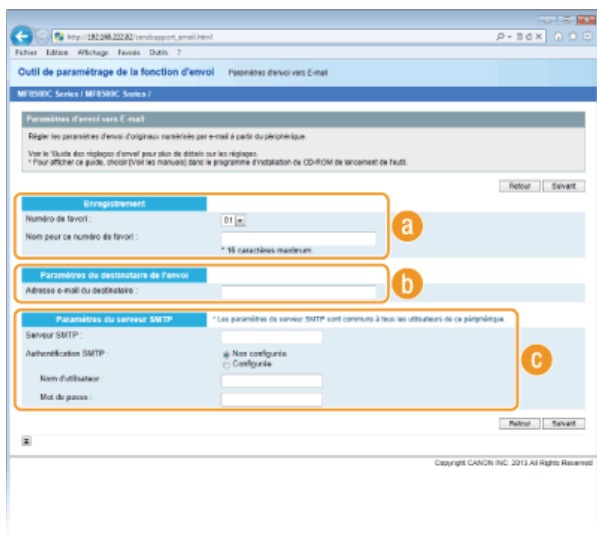 http://192.168.222.82/sendsupport_email.html
Fichier Edition Affichage Favoris Outils ?
Outil de paramétrage de la fonction d'envoi Paramètres d'envoi vers E-mail
MF8500C Series / MF8500C Series /
Paramètres d'envoi vers E-mail
Régler les paramètres d'envoi d'originaux numérisés par e-mail à partir du périphérique.
Voir le "Guide des réglages d'envoi" pour plus de détails sur les réglages.
* Pour afficher ce guide, choisir [Voir les manuels] dans le programme d'installation du CD-ROM de lancement de l'outil.
Retour Suivant
Enregistrement
Numéro de favori : 01
Nom pour ce numéro de favori :
* 16 caractères maximum.
a
Paramètres du destinataire de l'envoi
Adresse e-mail du destinataire :
b
Paramètres du serveur SMTP * Les paramètres du serveur SMTP sont communs à tous les utilisateurs de ce périphérique.
Serveur SMTP :
Authentification SMTP : Non configurée
Configurée
Nom d'utilisateur :
Mot de passe :
c
Retour Suivant
Copyright CANON INC. 2013 All Rights Reserved